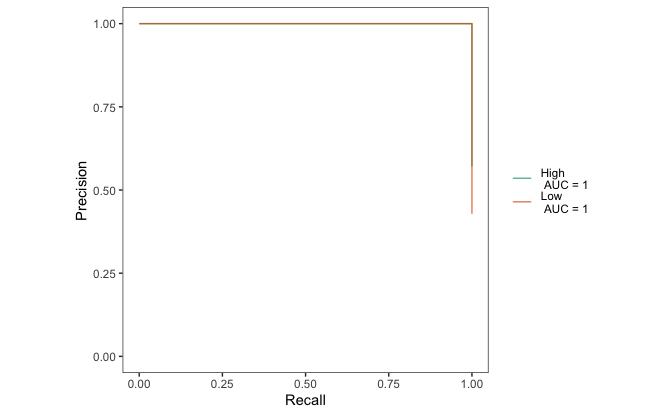 1.00
0.75
0.50
0.25
0.00
Precision
0.00 0.25 0.50 0.75 1.00
Recall
High
AUC = 1
Low
AUC = 1